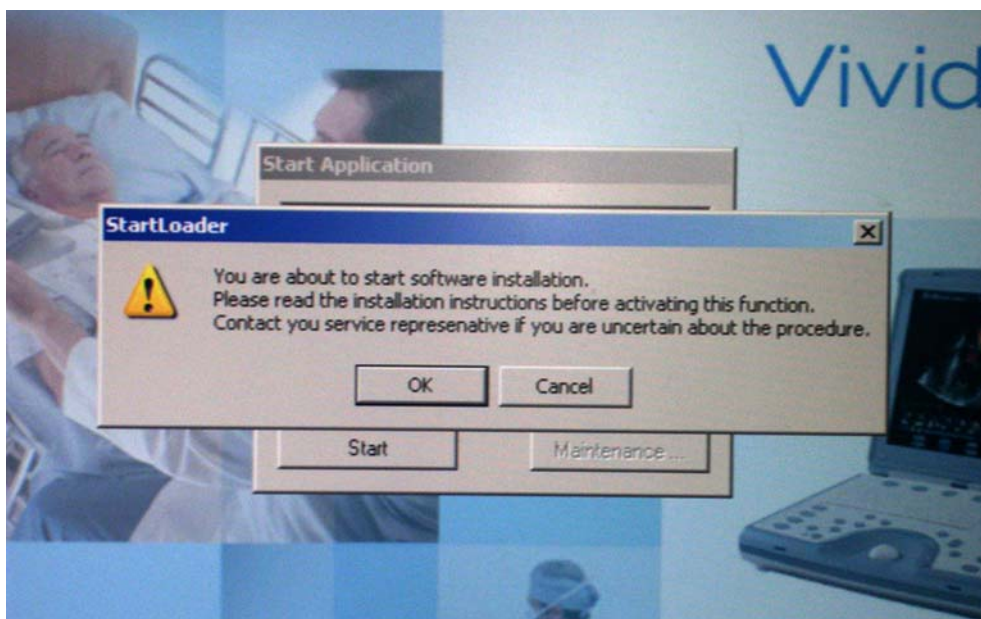 Vivid
Start Application
StartLoader
You are about to start software installation.
Please read the installation instructions before activating this function.
Contact you service represenative if you are uncertain about the procedure.
OK
Cancel
Start
Maintenance ...